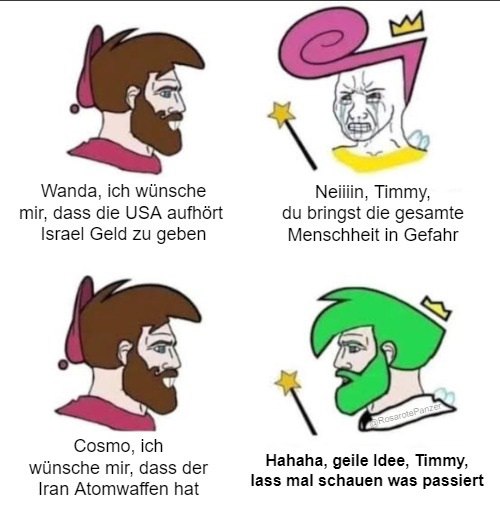 Wanda, ich wünsche
mir, dass die USA aufhört
Israel Geld zu geben
Neiiiin, Timmy,
du bringst die gesamte
Menschheit in Gefahr
Cosmo, ich
wünsche mir, dass der
Iran Atomwaffen hat
@RosarotePanzer
Hahaha, geile Idee, Timmy,
lass mal schauen was passiert